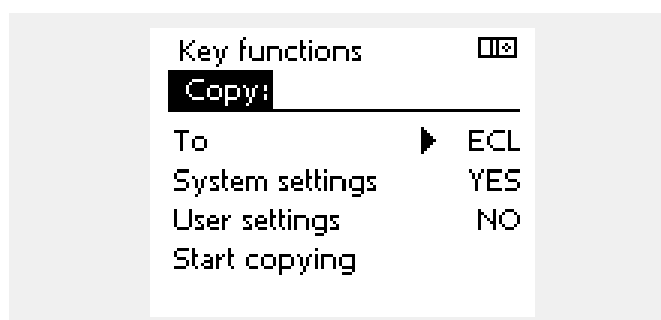 Key functions
Copy:
To ECL
System settings YES
User settings NO
Start copying